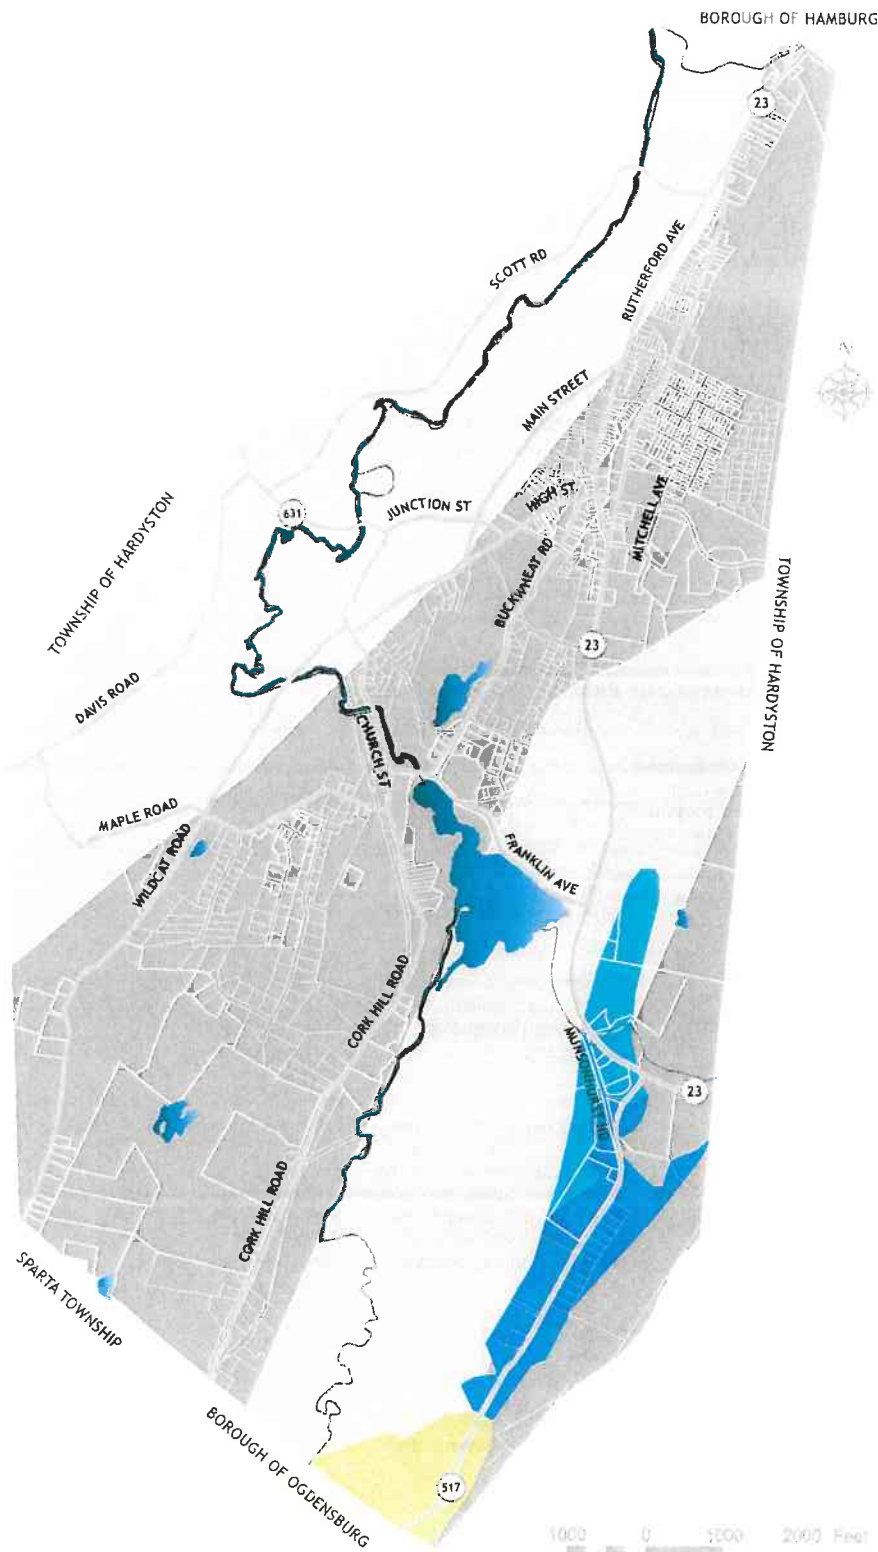 BOROUGH OF HAMBURG
23
RUTHERFORD AVE
SCOTT RD
N
MAIN STREET
HIGH ST
MITCHELL AVE
JUNCTION ST
631
TOWNSHIP OF HARDYSTON
BUCKWHEAT RD
23
TOWNSHIP OF HARDYSTON
DAVIS ROAD
CHURCH ST
MAPLE ROAD
WILDCAT ROAD
FRANKLIN AVE
CORK HILL ROAD
MUNSONHURST RD
23
CORK HILL ROAD
SPARTA TOWNSHIP
BOROUGH OF OGDENSBURG
517
1000 0 1000 2000 Feet